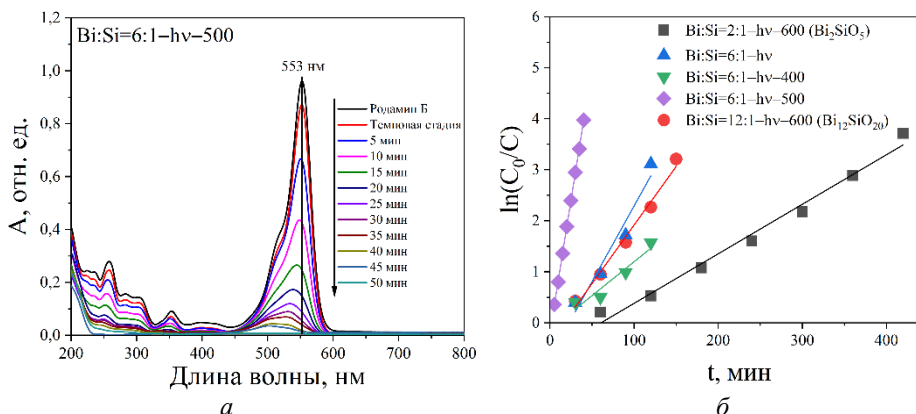 Bi:Si=6:1–hν–500
553 нм
Родамин Б
Темновая стадия
5 мин
10 мин
15 мин
20 мин
25 мин
30 мин
35 мин
40 мин
45 мин
50 мин
A, отн. ед.
1,2
1,0
0,8
0,6
0,4
0,2
0,0
200 300 400 500 600 700 800
Длина волны, нм
а
Bi:Si=2:1–hν–600 (Bi₂SiO₅)
Bi:Si=6:1–hν
Bi:Si=6:1–hν–400
Bi:Si=6:1–hν–500
Bi:Si=12:1–hν–600 (Bi₁₂SiO₂₀)
ln(C₀/C)
6
5
4
3
2
1
0
0 100 200 300 400
t, мин
б